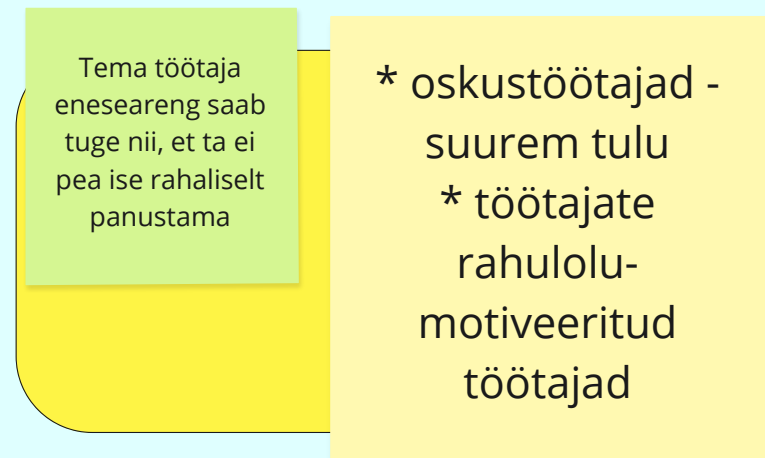 Tema töötaja
eneseareng saab
tuge nii, et ta ei
pea ise rahaliselt
panustama
* oskustöötajad -
suurem tulu
* töötajate
rahulolu-
motiveeritud
töötajad